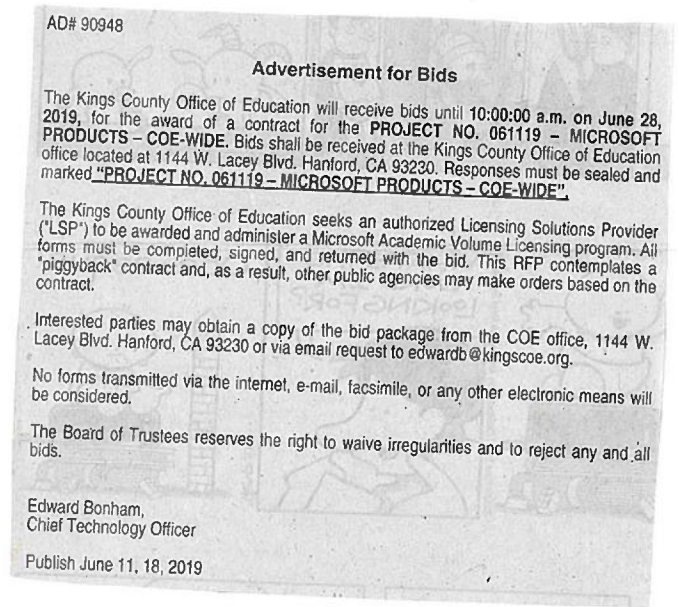 AD# 90948
Advertisement for Bids
The Kings County Office of Education will receive bids until 10:00:00 a.m. on June 28,
2019, for the award of a contract for the PROJECT NO. 061119 – MICROSOFT
PRODUCTS – COE-WIDE. Bids shall be received at the Kings County Office of Education
office located at 1144 W. Lacey Blvd. Hanford, CA 93230. Responses must be sealed and
marked "PROJECT NO. 061119 – MICROSOFT PRODUCTS – COE-WIDE".
The Kings County Office of Education seeks an authorized Licensing Solutions Provider
("LSP") to be awarded and administer a Microsoft Academic Volume Licensing program. All
forms must be completed, signed, and returned with the bid. This RFP contemplates a
"piggyback" contract and, as a result, other public agencies may make orders based on the
contract.
Interested parties may obtain a copy of the bid package from the COE office, 1144 W.
Lacey Blvd. Hanford, CA 93230 or via email request to edwardb@kingscoe.org.
No forms transmitted via the internet, e-mail, facsimile, or any other electronic means will
be considered.
The Board of Trustees reserves the right to waive irregularities and to reject any and all
bids.
Edward Bonham,
Chief Technology Officer
Publish June 11, 18, 2019